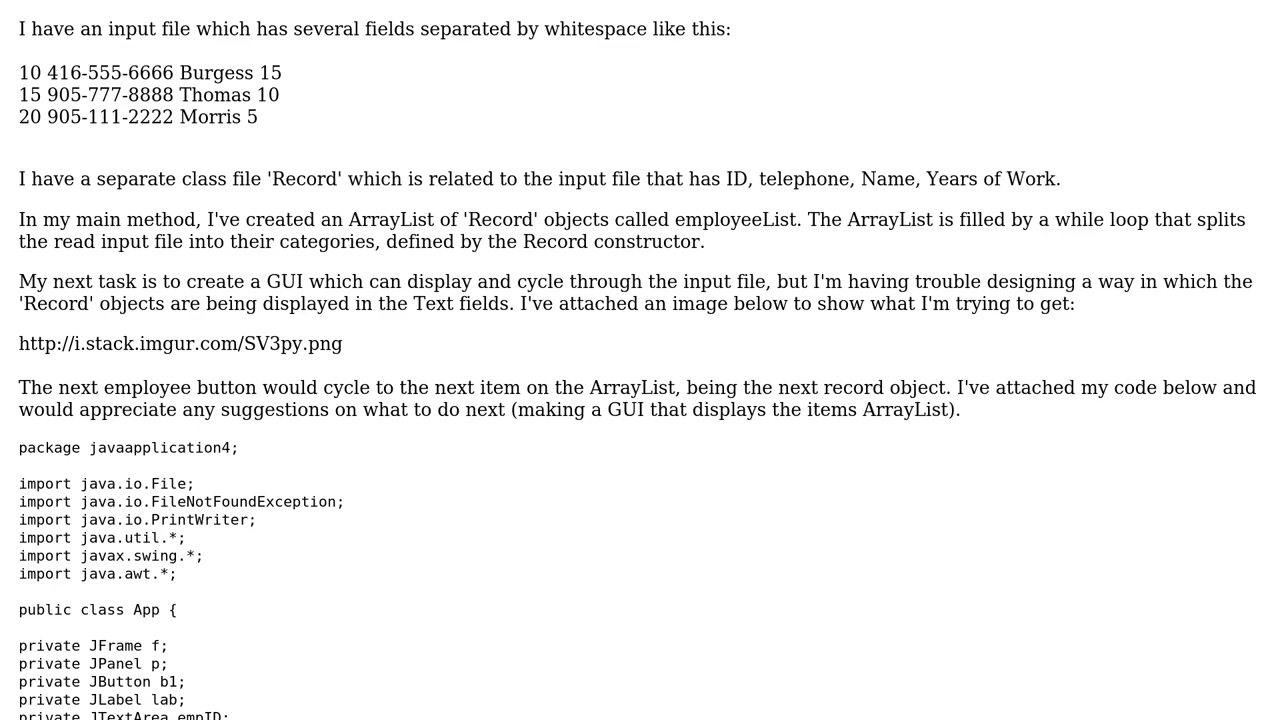 I have an input file which has several fields separated by whitespace like this:
10 416-555-6666 Burgess 15
15 905-777-8888 Thomas 10
20 905-111-2222 Morris 5
I have a separate class file 'Record' which is related to the input file that has ID, telephone, Name, Years of Work.
In my main method, I've created an ArrayList of 'Record' objects called employeeList. The ArrayList is filled by a while loop that splits
the read input file into their categories, defined by the Record constructor.
My next task is to create a GUI which can display and cycle through the input file, but I'm having trouble designing a way in which the
'Record' objects are being displayed in the Text fields. I've attached an image below to show what I'm trying to get:
http://i.stack.imgur.com/SV3py.png
The next employee button would cycle to the next item on the ArrayList, being the next record object. I've attached my code below and
would appreciate any suggestions on what to do next (making a GUI that displays the items ArrayList).
package javaapplication4;
import java.io.File;
import java.io.FileNotFoundException;
import java.io.PrintWriter;
import java.util.*;
import javax.swing.*;
import java.awt.*;
public class App {
private JFrame f;
private JPanel p;
private JButton b1;
private JLabel lab;
private JTextArea empID;